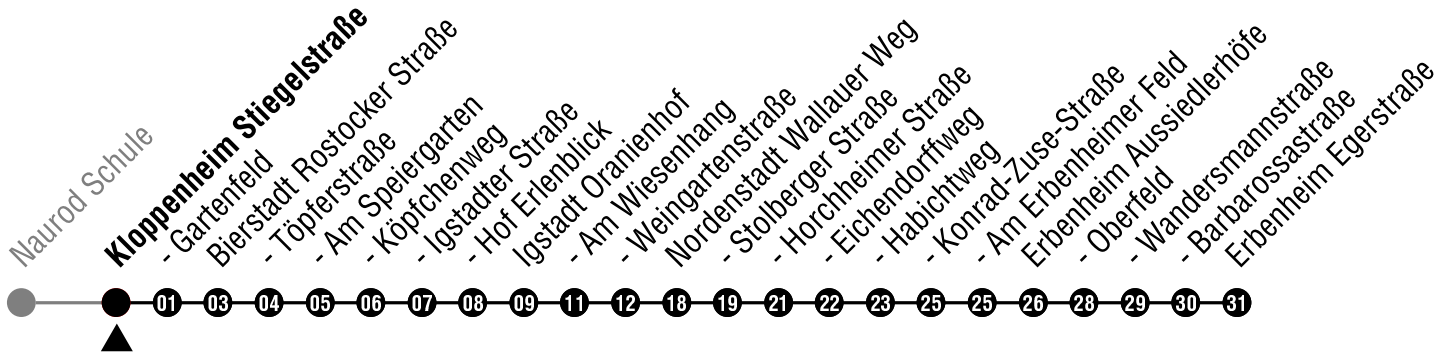 Naurod Schule
Kloppenheim Stiegelstraße
- Gartenfeld
Bierstadt Rostocker Straße
- Töpferstraße
- Am Speiergarten
- Köpfchenweg
- Igstadter Straße
- Hof Erlenblick
Igstadt Oranienhof
- Am Wiesenhang
- Weingartenstraße
Nordenstadt Wallauer Weg
- Stolberger Straße
- Horchheimer Straße
- Eichendorffweg
- Habichtweg
- Konrad-Zuse-Straße
- Am Erbenheimer Feld
Erbenheim Aussiedlerhöfe
- Oberfeld
- Wandersmannstraße
- Barbarossastraße
Erbenheim Egerstraße
01 03 04 05 06 07 08 09 11 12 18 19 21 22 23 25 25 26 28 29 30 31